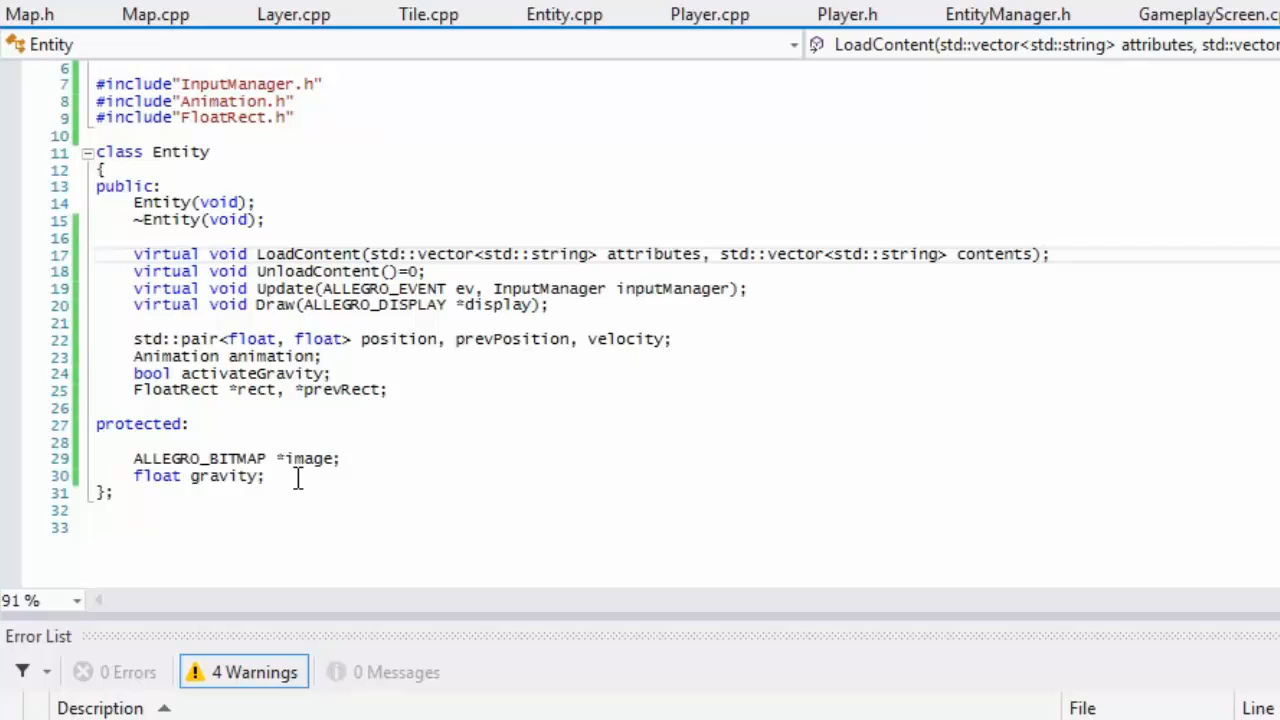 Map.h Map.cpp Layer.cpp Tile.cpp Entity.cpp Player.cpp Player.h EntityManager.h GameplayScreen.c
Entity LoadContent(std::vector<std::string> attributes, std::vector
6
7 #include"InputManager.h"
8 #include"Animation.h"
9 #include"FloatRect.h"
10
11 class Entity
12 {
13 public:
14 Entity(void);
15 ~Entity(void);
16
17 virtual void LoadContent(std::vector<std::string> attributes, std::vector<std::string> contents);
18 virtual void UnloadContent()=0;
19 virtual void Update(ALLEGRO_EVENT ev, InputManager inputManager);
20 virtual void Draw(ALLEGRO_DISPLAY *display);
21
22 std::pair<float, float> position, prevPosition, velocity;
23 Animation animation;
24 bool activateGravity;
25 FloatRect *rect, *prevRect;
26
27 protected:
28
29 ALLEGRO_BITMAP *image;
30 float gravity;
31 };
32
33
91 %
Error List
0 Errors 4 Warnings 0 Messages
Description File Line